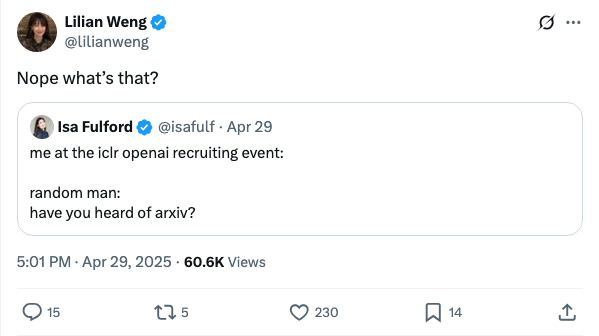 Lilian Weng
@lilianweng
Nope what's that?
Isa Fulford @isafulf · Apr 29
me at the iclr openai recruiting event:
random man:
have you heard of arxiv?
5:01 PM · Apr 29, 2025 · 60.6K Views
15 5 230 14